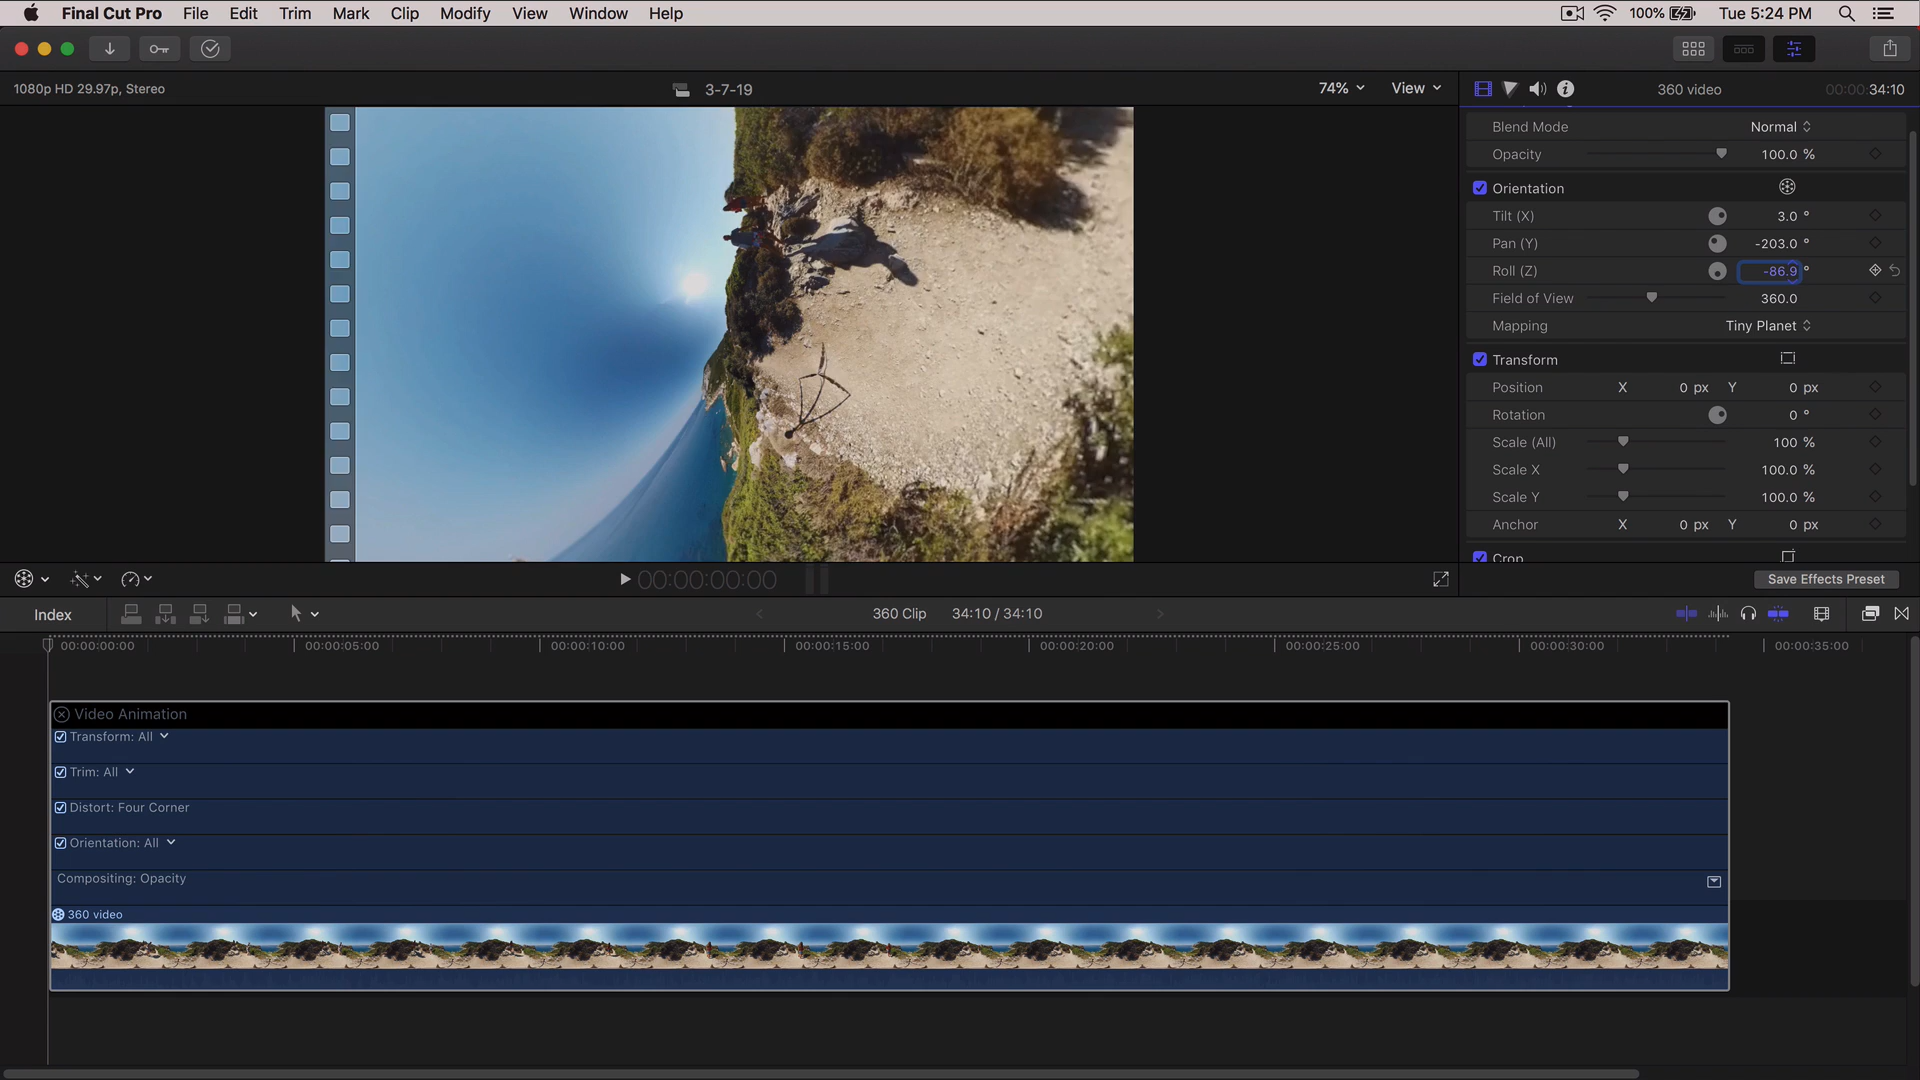 Final Cut Pro File Edit Trim Mark Clip Modify View Window Help 100% Tue 5:24 PM
1080p HD 29.97p, Stereo 3-7-19 74% View 360 video 00:00:34:10
Blend Mode Normal
Opacity 100.0 %
Orientation
Tilt (X) 3.0 °
Pan (Y) -203.0 °
Roll (Z) -86.9 °
Field of View 360.0
Mapping Tiny Planet
Transform
Position X 0 px Y 0 px
Rotation 0 °
Scale (All) 100 %
Scale X 100.0 %
Scale Y 100.0 %
Anchor X 0 px Y 0 px
Crop
00:00:00:00 Save Effects Preset
Index 360 Clip 34:10 / 34:10
00:00:00:00 00:00:05:00 00:00:10:00 00:00:15:00 00:00:20:00 00:00:25:00 00:00:30:00 00:00:35:00
Video Animation
Transform: All
Trim: All
Distort: Four Corner
Orientation: All
Compositing: Opacity
360 video